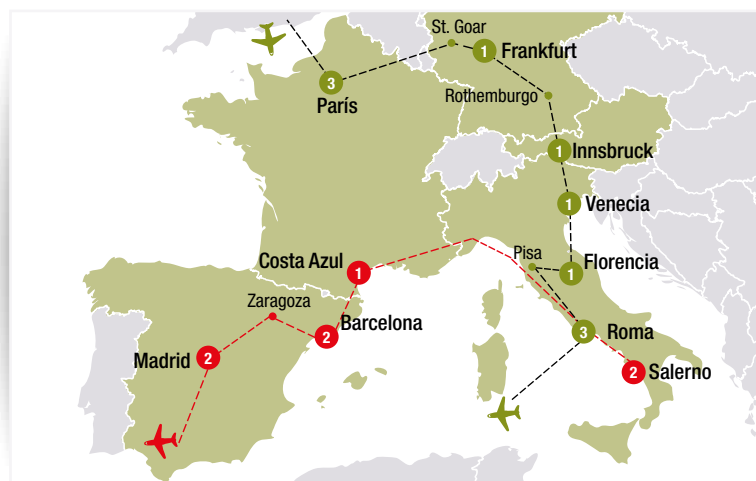 St. Goar
1 Frankfurt
3
París
Rothemburgo
1 Innsbruck
1 Venecia
Costa Azul 1
Pisa
1 Florencia
Zaragoza
2 Barcelona
3 Roma
Madrid 2
2 Salerno